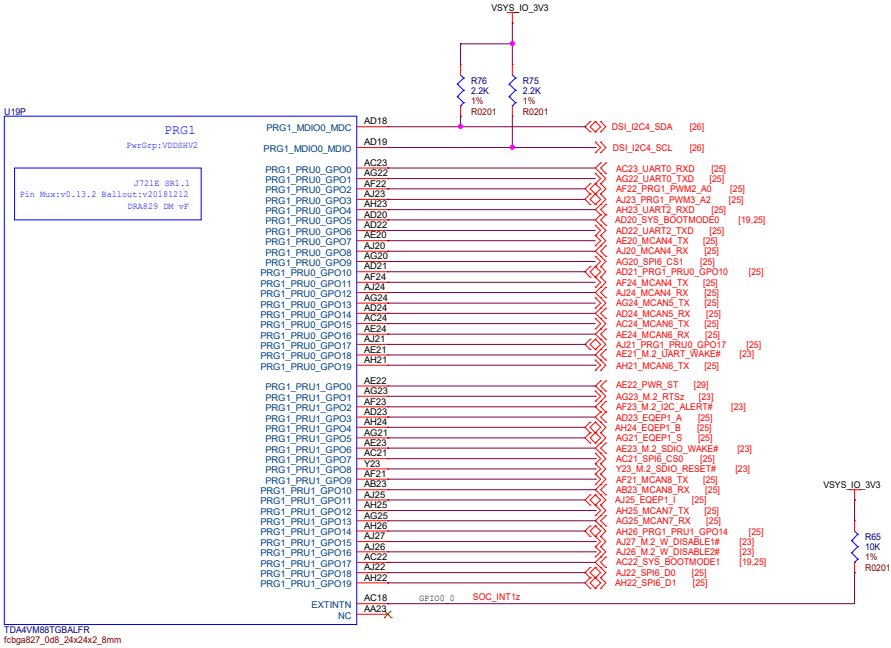 VSYS_IO_3V3
R76 R75
2.2K 2.2K
1% 1%
R0201 R0201
U19P
PRG1
PwrGrp:VDDSHV2
J721E SR1.1
Pin Mux:v0.13.2 Ballout:v20181212
DRA829 DM vF
PRG1_MDIO0_MDC AD18 DSI_I2C4_SDA [26]
PRG1_MDIO0_MDIO AD19 DSI_I2C4_SCL [26]
PRG1_PRU0_GPO0 AC23 AC23_UART0_RXD [25]
PRG1_PRU0_GPO1 AG22 AG22_UART0_TXD [25]
PRG1_PRU0_GPO2 AF22 AF22_PRG1_PWM2_A0 [25]
PRG1_PRU0_GPO3 AJ23 AJ23_PRG1_PWM3_A2 [25]
PRG1_PRU0_GPO4 AH23 AH23_UART2_RXD [25]
PRG1_PRU0_GPO5 AD20 AD20_SYS_BOOTMODE0 [19,25]
PRG1_PRU0_GPO6 AD22 AD22_UART2_TXD [25]
PRG1_PRU0_GPO7 AE20 AE20_MCAN4_TX [25]
PRG1_PRU0_GPO8 AJ20 AJ20_MCAN4_RX [25]
PRG1_PRU0_GPO9 AG20 AG20_SPI6_CS1 [25]
PRG1_PRU0_GPO10 AD21 AD21_PRG1_PRU0_GPO10 [25]
PRG1_PRU0_GPO11 AF24 AF24_MCAN4_TX [25]
PRG1_PRU0_GPO12 AJ24 AJ24_MCAN4_RX [25]
PRG1_PRU0_GPO13 AG24 AG24_MCAN5_TX [25]
PRG1_PRU0_GPO14 AD24 AD24_MCAN5_RX [25]
PRG1_PRU0_GPO15 AC24 AC24_MCAN6_TX [25]
PRG1_PRU0_GPO16 AE24 AE24_MCAN6_RX [25]
PRG1_PRU0_GPO17 AJ21 AJ21_PRG1_PRU0_GPO17 [25]
PRG1_PRU0_GPO18 AE21 AE21_M.2_UART_WAKE# [23]
PRG1_PRU0_GPO19 AH21 AH21_MCAN6_TX [25]
PRG1_PRU1_GPO0 AE22 AE22_PWR_ST [29]
PRG1_PRU1_GPO1 AG23 AG23_M.2_RTSz [23]
PRG1_PRU1_GPO2 AF23 AF23_M.2_I2C_ALERT# [23]
PRG1_PRU1_GPO3 AD23 AD23_EQEP1_A [25]
PRG1_PRU1_GPO4 AH24 AH24_EQEP1_B [25]
PRG1_PRU1_GPO5 AG21 AG21_EQEP1_S [25]
PRG1_PRU1_GPO6 AE23 AE23_M.2_SDIO_WAKE# [23]
PRG1_PRU1_GPO7 AC21 AC21_SPI6_CS0 [25]
PRG1_PRU1_GPO8 Y23 Y23_M.2_SDIO_RESET# [23]
PRG1_PRU1_GPO9 AF21 AF21_MCAN8_TX [25]
PRG1_PRU1_GPO10 AB23 AB23_MCAN8_RX [25]
PRG1_PRU1_GPO11 AJ25 AJ25_EQEP1_I [25]
PRG1_PRU1_GPO12 AH25 AH25_MCAN7_TX [25]
PRG1_PRU1_GPO13 AG25 AG25_MCAN7_RX [25]
PRG1_PRU1_GPO14 AH26 AH26_PRG1_PRU1_GPO14 [25]
PRG1_PRU1_GPO15 AJ27 AJ27_M.2_W_DISABLE1# [23]
PRG1_PRU1_GPO16 AJ26 AJ26_M.2_W_DISABLE2# [23]
PRG1_PRU1_GPO17 AC22 AC22_SYS_BOOTMODE1 [19,25]
PRG1_PRU1_GPO18 AJ22 AJ22_SPI6_D0 [25]
PRG1_PRU1_GPO19 AH22 AH22_SPI6_D1 [25]
VSYS_IO_3V3
R65
10K
1%
R0201
EXTINTN AC18 GPIO0_0 SOC_INT1z
NC AA23
TDA4VM88TGBALFR
fcbga827_0d8_24x24x2_8mm